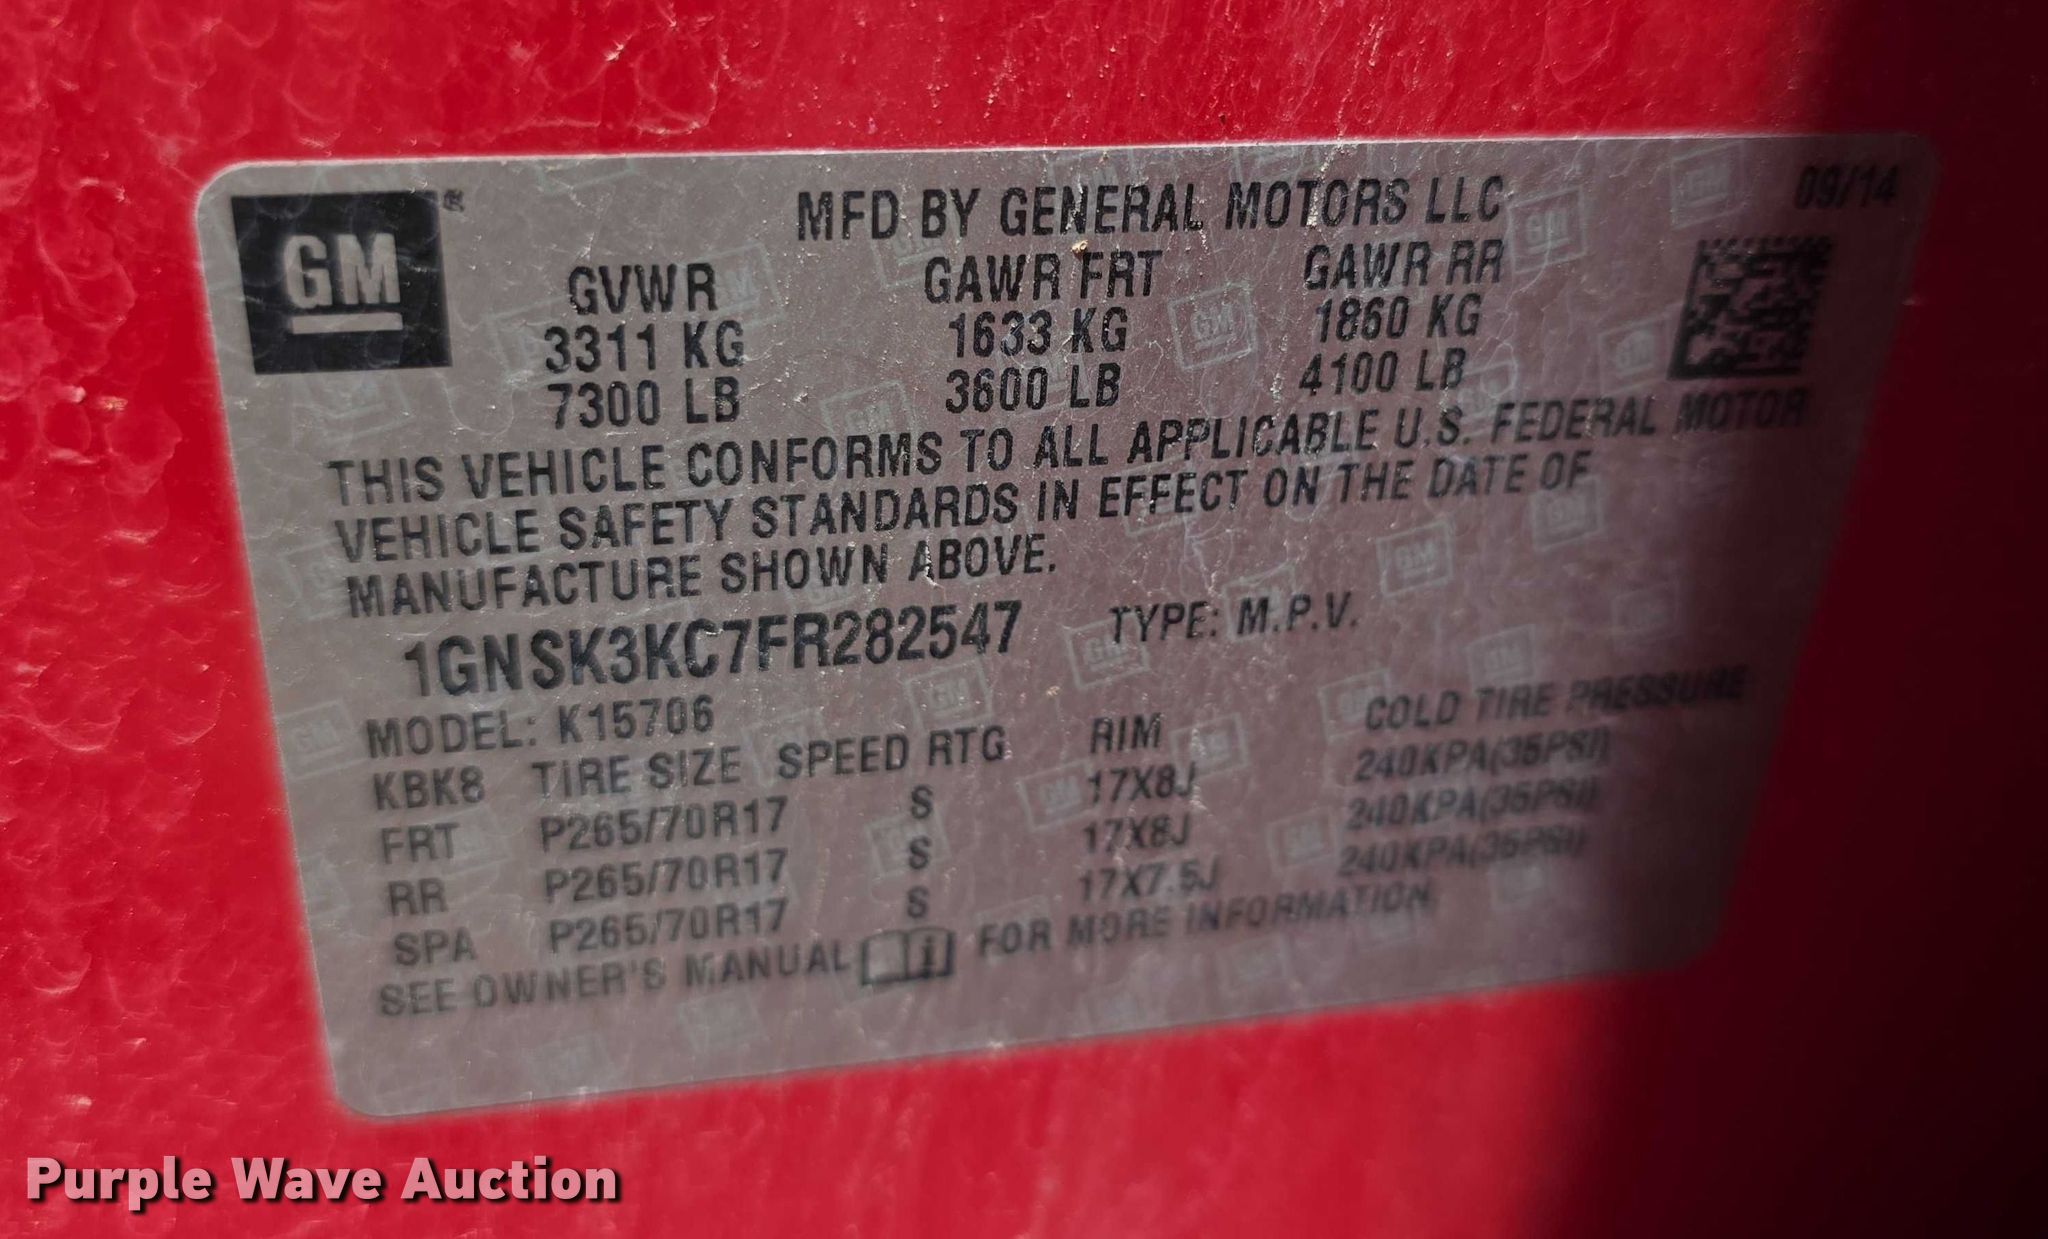 GM®
MFD BY GENERAL MOTORS LLC 09/14
GVWR GAWR FRT GAWR RR
3311 KG 1633 KG 1860 KG
7300 LB 3600 LB 4100 LB
THIS VEHICLE CONFORMS TO ALL APPLICABLE U.S. FEDERAL MOTOR
VEHICLE SAFETY STANDARDS IN EFFECT ON THE DATE OF
MANUFACTURE SHOWN ABOVE.
1GNSK3KC7FR282547 TYPE: M.P.V.
MODEL: K15706
KBK8 TIRE SIZE SPEED RTG RIM COLD TIRE PRESSURE
FRT P265/70R17 S 17X8J 240KPA(35PSI)
RR P265/70R17 S 17X8J 240KPA(35PSI)
SPA P265/70R17 S 17X7.5J 240KPA(35PSI)
SEE OWNER'S MANUAL FOR MORE INFORMATION.
Purple Wave Auction